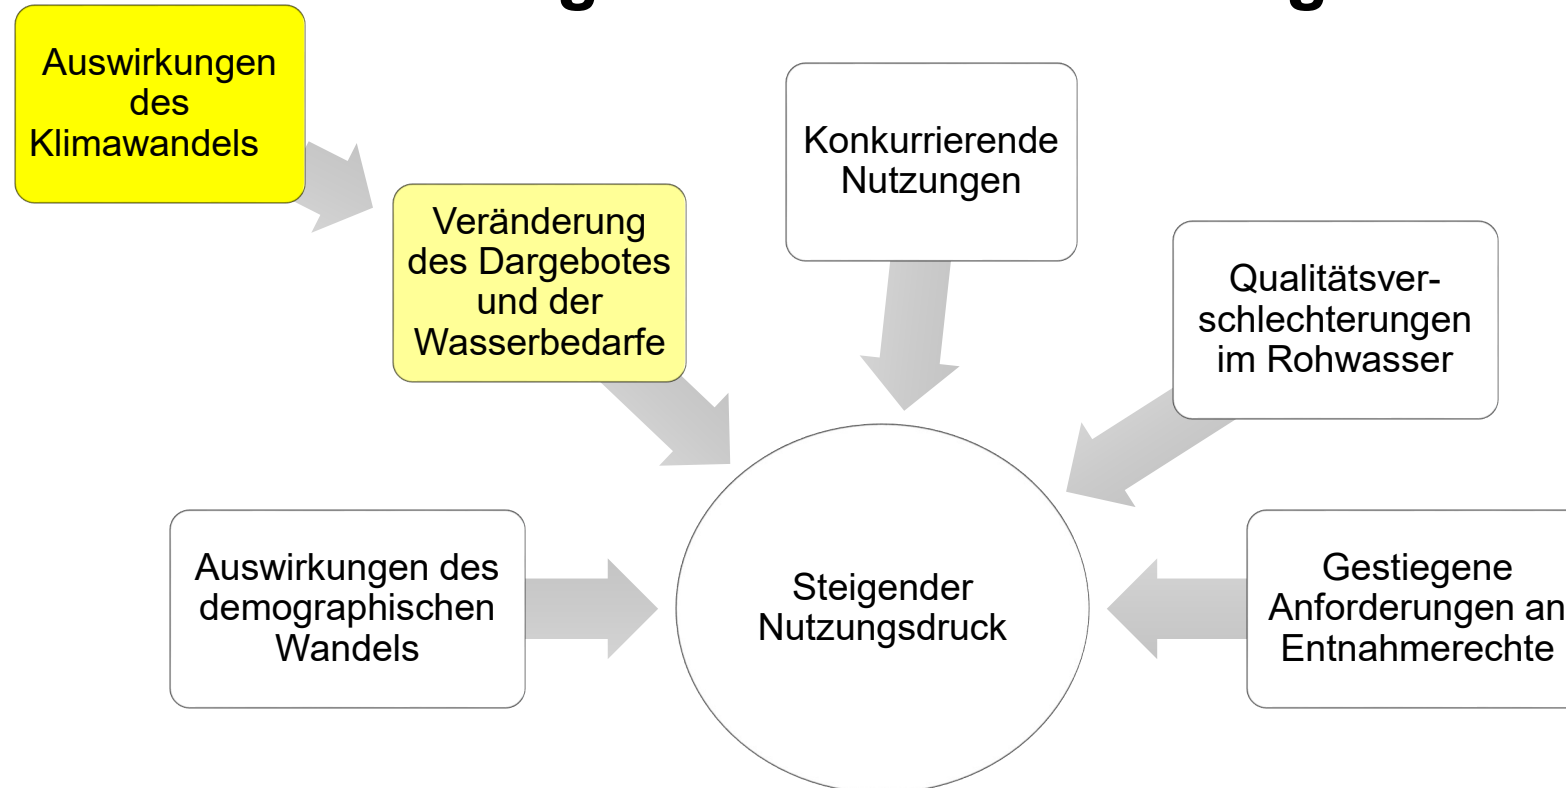 Auswirkungen
des
Klimawandels
Veränderung
des Dargebotes
und der
Wasserbedarfe
Konkurrierende
Nutzungen
Qualitätsver-
schlechterungen
im Rohwasser
Auswirkungen des
demographischen
Wandels
Steigender
Nutzungsdruck
Gestiegene
Anforderungen an
Entnahmerechte